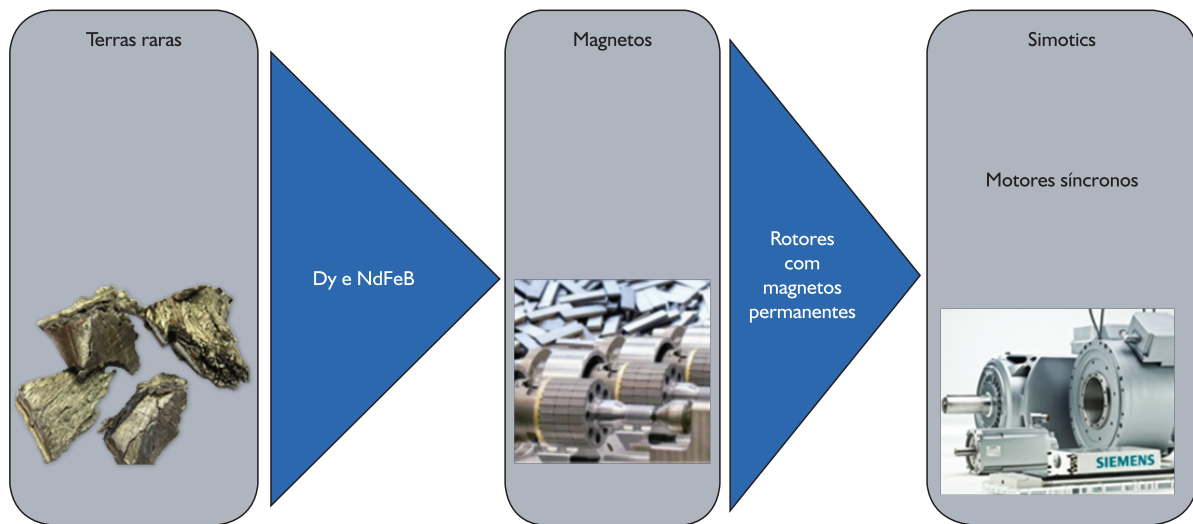 Terras raras
Dy e NdFeB
Magnetos
Rotores
com
magnetos
permanentes
Simotics
Motores síncronos
SIEMENS